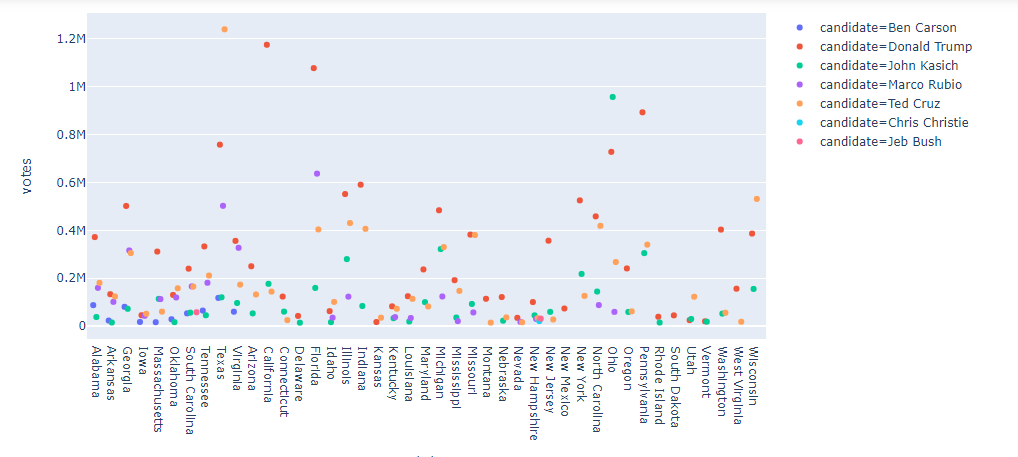 1.2M
1M
0.8M
0.6M
0.4M
0.2M
0
votes
Alabama
Arkansas
Georgia
Iowa
Massachusetts
Oklahoma
South Carolina
Tennessee
Texas
Virginia
Arizona
California
Connecticut
Delaware
Florida
Idaho
Illinois
Indiana
Kansas
Kentucky
Louisiana
Maryland
Michigan
Mississippi
Missouri
Montana
Nebraska
Nevada
New Hampshire
New Jersey
New Mexico
New York
North Carolina
Ohio
Oregon
Pennsylvania
Rhode Island
South Dakota
Utah
Vermont
Washington
West Virginia
Wisconsin
candidate=Ben Carson
candidate=Donald Trump
candidate=John Kasich
candidate=Marco Rubio
candidate=Ted Cruz
candidate=Chris Christie
candidate=Jeb Bush